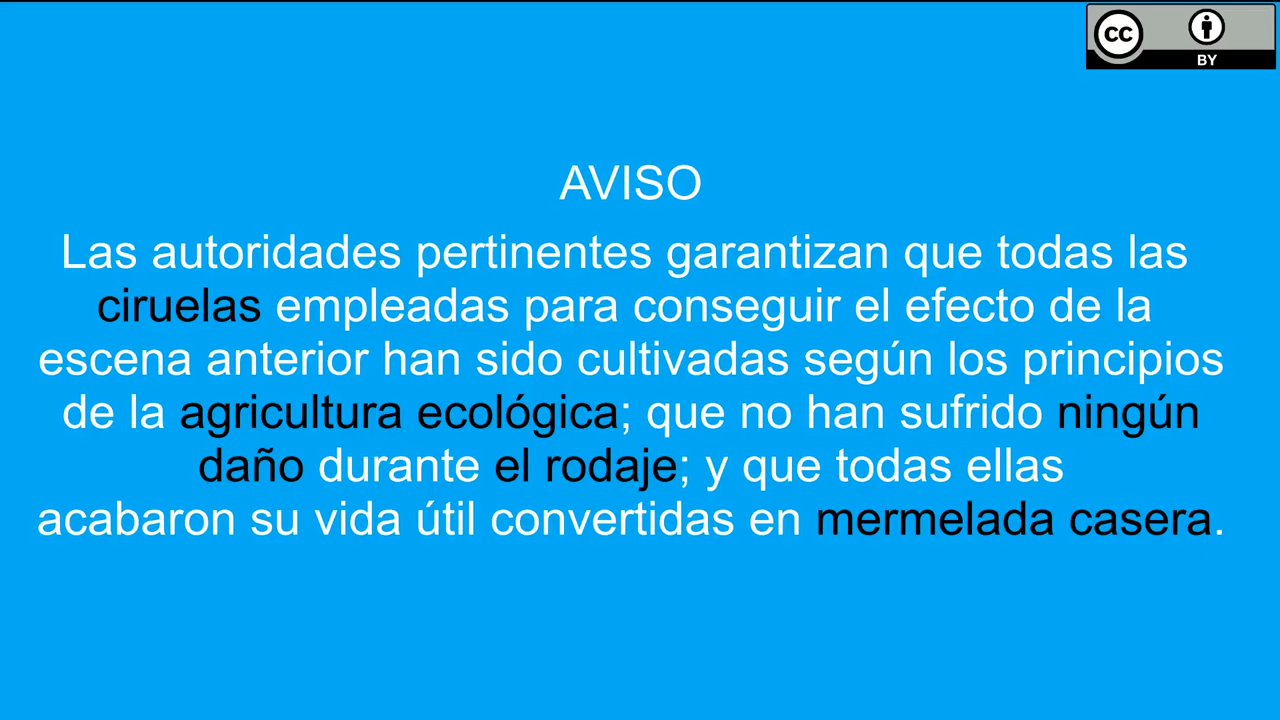 CC
BY
AVISO
Las autoridades pertinentes garantizan que todas las
ciruelas empleadas para conseguir el efecto de la
escena anterior han sido cultivadas según los principios
de la agricultura ecológica; que no han sufrido ningún
daño durante el rodaje; y que todas ellas
acabaron su vida útil convertidas en mermelada casera.